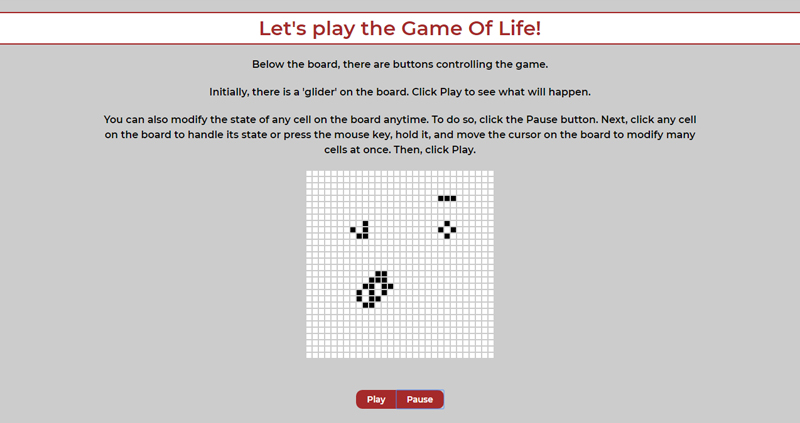 Let's play the Game Of Life!
Below the board, there are buttons controlling the game.
Initially, there is a 'glider' on the board. Click Play to see what will happen.
You can also modify the state of any cell on the board anytime. To do so, click the Pause button. Next, click any cell
on the board to handle its state or press the mouse key, hold it, and move the cursor on the board to modify many
cells at once. Then, click Play.
Play Pause